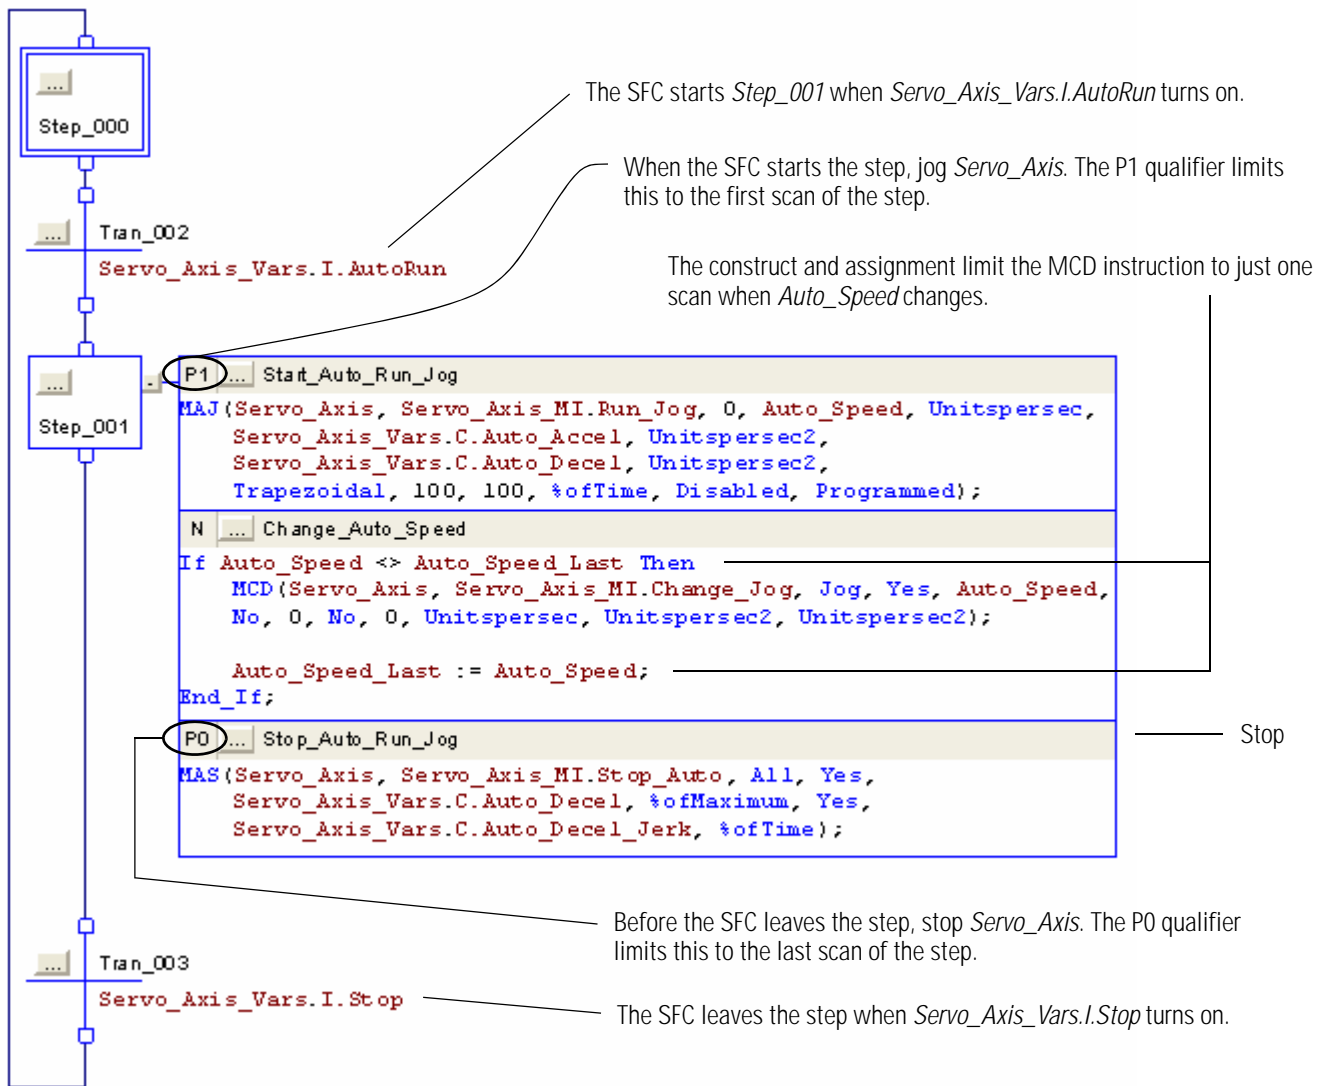 ...
Step_000
The SFC starts Step_001 when Servo_Axis_Vars.I.AutoRun turns on.
When the SFC starts the step, jog Servo_Axis. The P1 qualifier limits
this to the first scan of the step.
... Tran_002
Servo_Axis_Vars.I.AutoRun
The construct and assignment limit the MCD instruction to just one
scan when Auto_Speed changes.
...
Step_001
-
P1 ... Start_Auto_Run_Jog
MAJ(Servo_Axis, Servo_Axis_MI.Run_Jog, 0, Auto_Speed, Unitspersec,
Servo_Axis_Vars.C.Auto_Accel, Unitspersec2,
Servo_Axis_Vars.C.Auto_Decel, Unitspersec2,
Trapezoidal, 100, 100, %ofTime, Disabled, Programmed);
N ... Change_Auto_Speed
If Auto_Speed <> Auto_Speed_Last Then
MCD(Servo_Axis, Servo_Axis_MI.Change_Jog, Jog, Yes, Auto_Speed,
No, 0, No, 0, Unitspersec, Unitspersec2, Unitspersec2);
Auto_Speed_Last := Auto_Speed;
End_If;
P0 ... Stop_Auto_Run_Jog
Stop
MAS(Servo_Axis, Servo_Axis_MI.Stop_Auto, All, Yes,
Servo_Axis_Vars.C.Auto_Decel, %ofMaximum, Yes,
Servo_Axis_Vars.C.Auto_Decel_Jerk, %ofTime);
Before the SFC leaves the step, stop Servo_Axis. The P0 qualifier
limits this to the last scan of the step.
... Tran_003
Servo_Axis_Vars.I.Stop
The SFC leaves the step when Servo_Axis_Vars.I.Stop turns on.